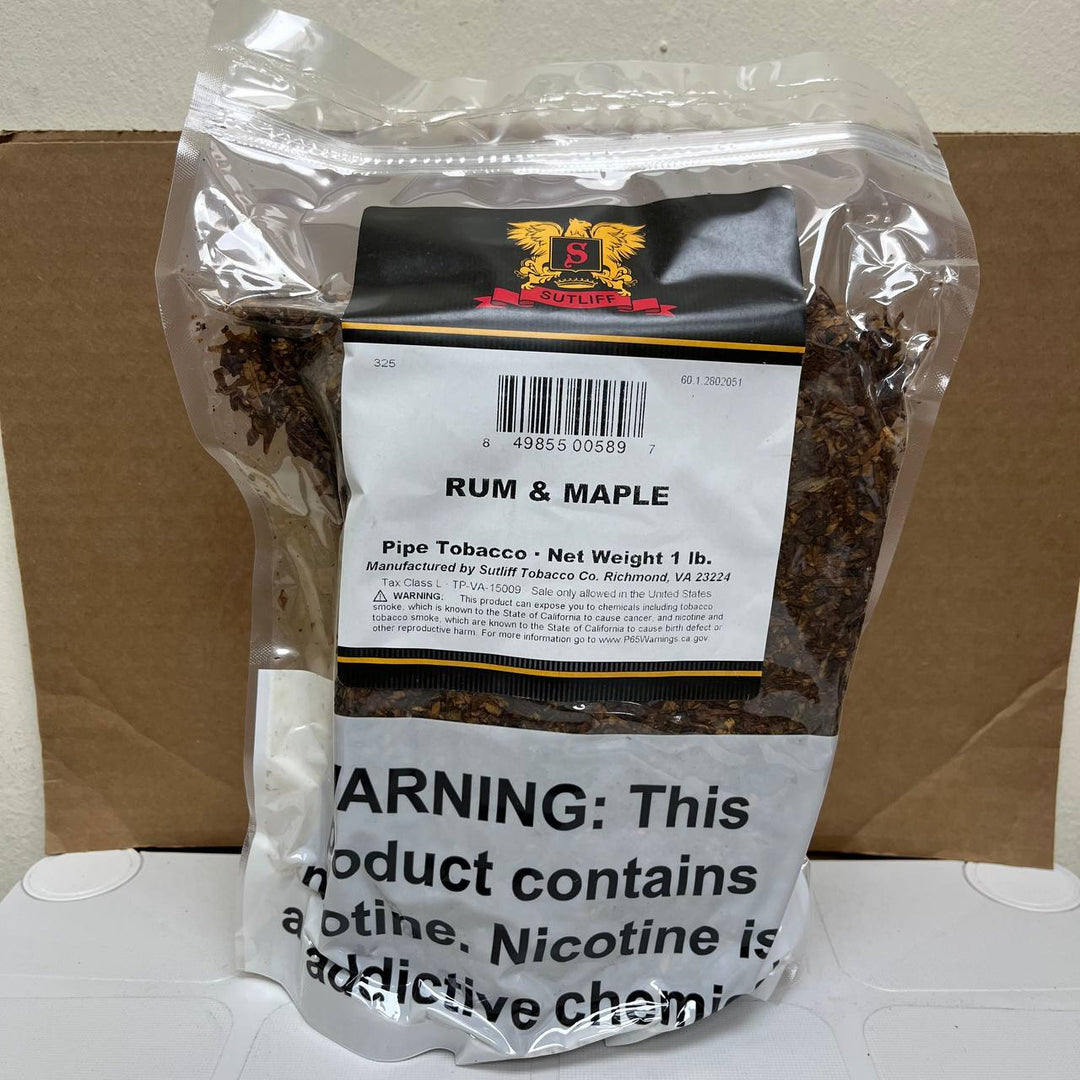 S
SUTLIFF
325
60.1.2802051
8 49855 00589 7
RUM & MAPLE
Pipe Tobacco · Net Weight 1 lb.
Manufactured by Sutliff Tobacco Co. Richmond, VA 23224
Tax Class L · TP-VA-15009 Sale only allowed in the United States
⚠ WARNING: This product can expose you to chemicals including tobacco
smoke, which is known to the State of California to cause cancer, and nicotine and
tobacco smoke, which are known to the State of California to cause birth defect or
other reproductive harm. For more information go to www.P65Warnings.ca.gov.
ARNING: This
oduct contains
otine. Nicotine is
addictive chemi